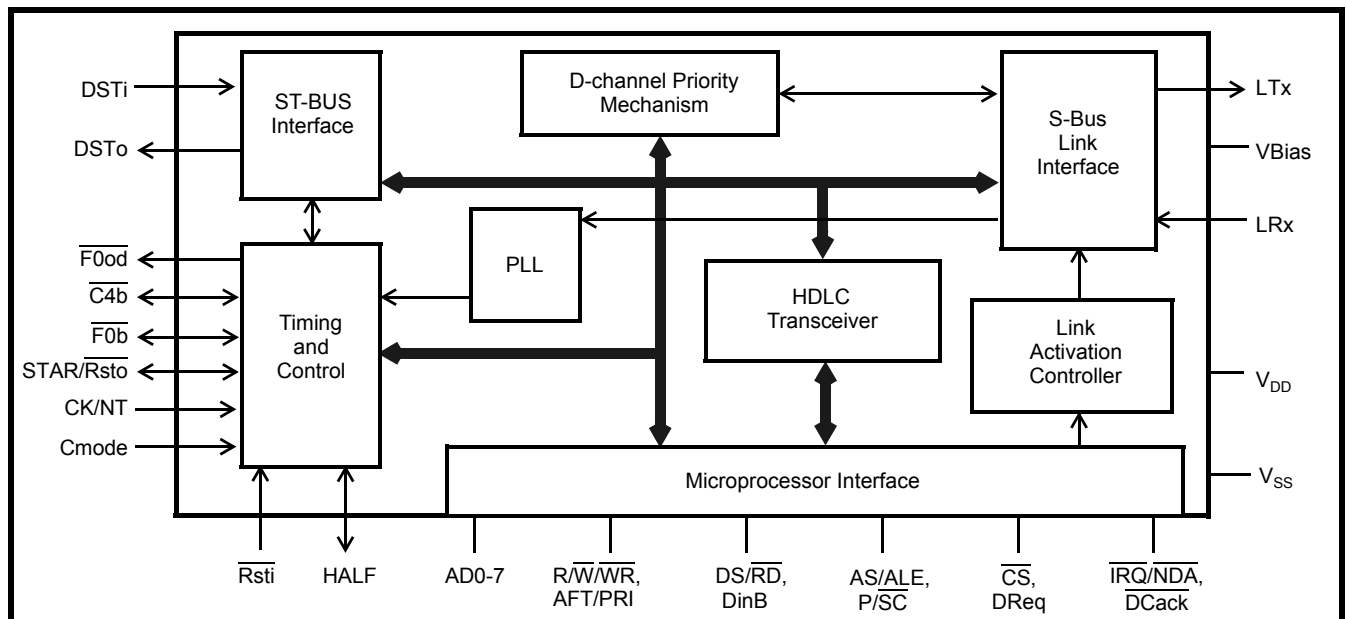 DSTi
DSTo
ST-BUS
Interface
D-channel Priority
Mechanism
S-Bus
Link
Interface
LTx
VBias
LRx
F0od
C4b
F0b
STAR/Rsto
CK/NT
Cmode
Timing
and
Control
PLL
HDLC
Transceiver
Link
Activation
Controller
VDD
VSS
Microprocessor Interface
Rsti
HALF
AD0-7
R/W/WR,
AFT/PRI
DS/RD,
DinB
AS/ALE,
P/SC
CS,
DReq
IRQ/NDA,
DCack